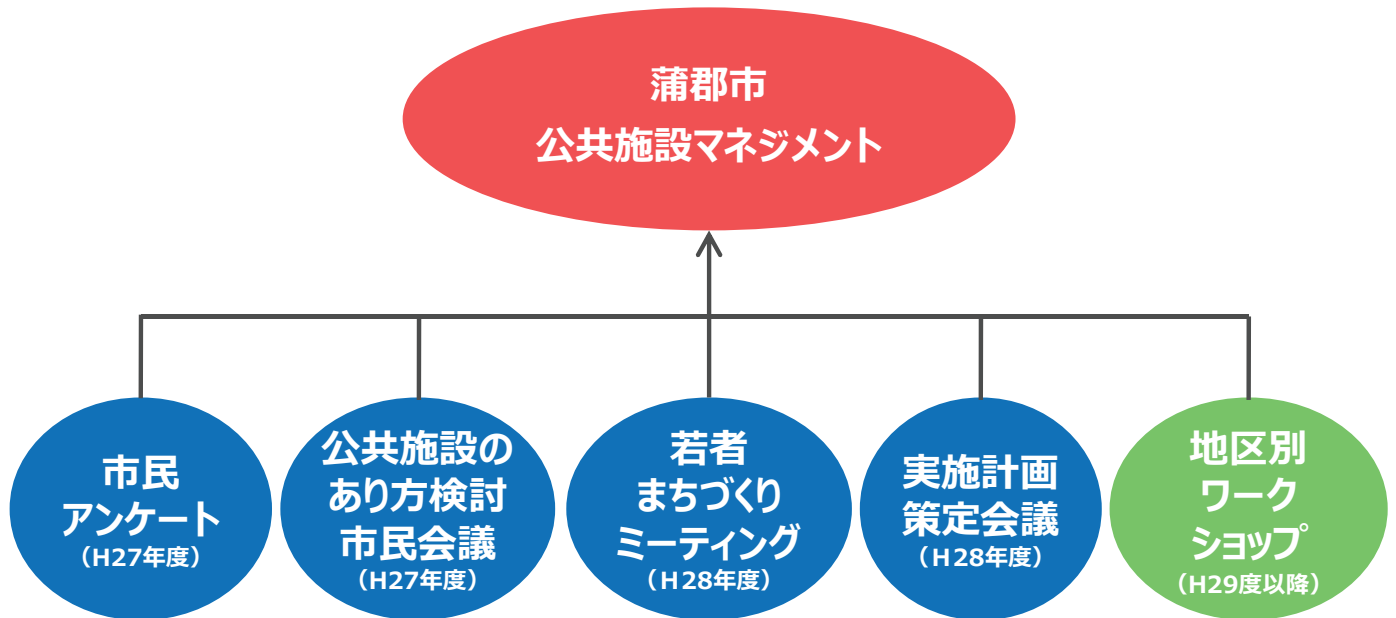 蒲郡市
公共施設マネジメント
市民
アンケート
（H27年度）
公共施設の
あり方検討
市民会議
（H27年度）
若者
まちづくり
ミーティング
（H28年度）
実施計画
策定会議
（H28年度）
地区別
ワーク
ショップ
（H29度以降）